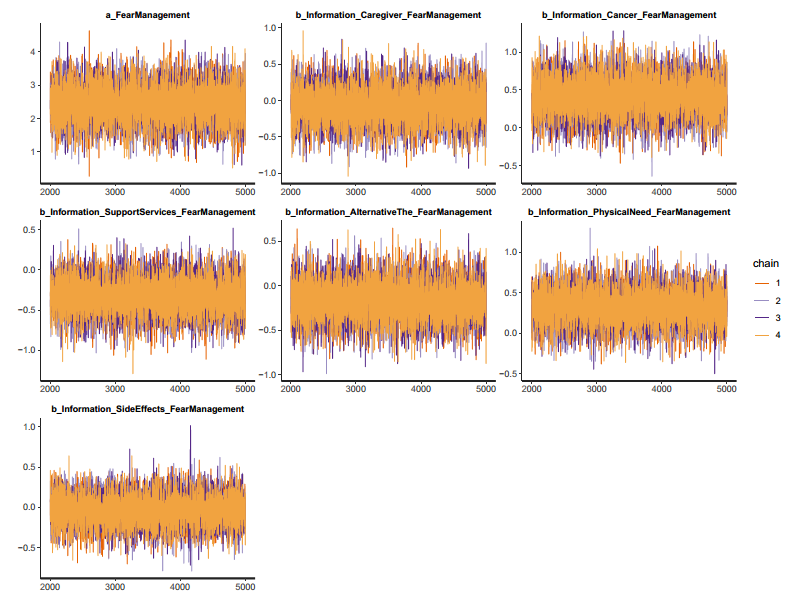 a_FearManagement
b_Information_Caregiver_FearManagement
b_Information_Cancer_FearManagement
4
3
2
1
2000 3000 4000 5000
1.0
0.5
0.0
−0.5
−1.0
2000 3000 4000 5000
1.0
0.5
0.0
−0.5
2000 3000 4000 5000
b_Information_SupportServices_FearManagement
b_Information_AlternativeThe_FearManagement
b_Information_PhysicalNeed_FearManagement
0.5
0.0
−0.5
−1.0
2000 3000 4000 5000
0.5
0.0
−0.5
−1.0
2000 3000 4000 5000
1.0
0.5
0.0
−0.5
2000 3000 4000 5000
chain
1
2
3
4
b_Information_SideEffects_FearManagement
1.0
0.5
0.0
−0.5
2000 3000 4000 5000